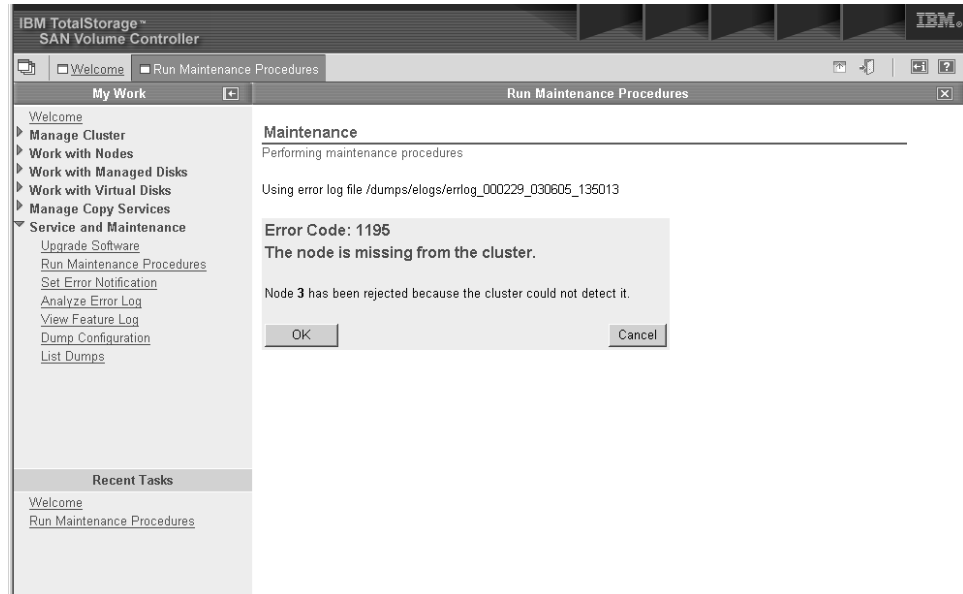 IBM TotalStorage™
SAN Volume Controller
IBM.
Welcome
Run Maintenance Procedures
?
My Work
Run Maintenance Procedures
Welcome
Manage Cluster
Work with Nodes
Work with Managed Disks
Work with Virtual Disks
Manage Copy Services
Service and Maintenance
Upgrade Software
Run Maintenance Procedures
Set Error Notification
Analyze Error Log
View Feature Log
Dump Configuration
List Dumps
Recent Tasks
Welcome
Run Maintenance Procedures
Maintenance
Performing maintenance procedures
Using error log file /dumps/elogs/errlog_000229_030605_135013
Error Code: 1195
The node is missing from the cluster.
Node 3 has been rejected because the cluster could not detect it.
OK
Cancel